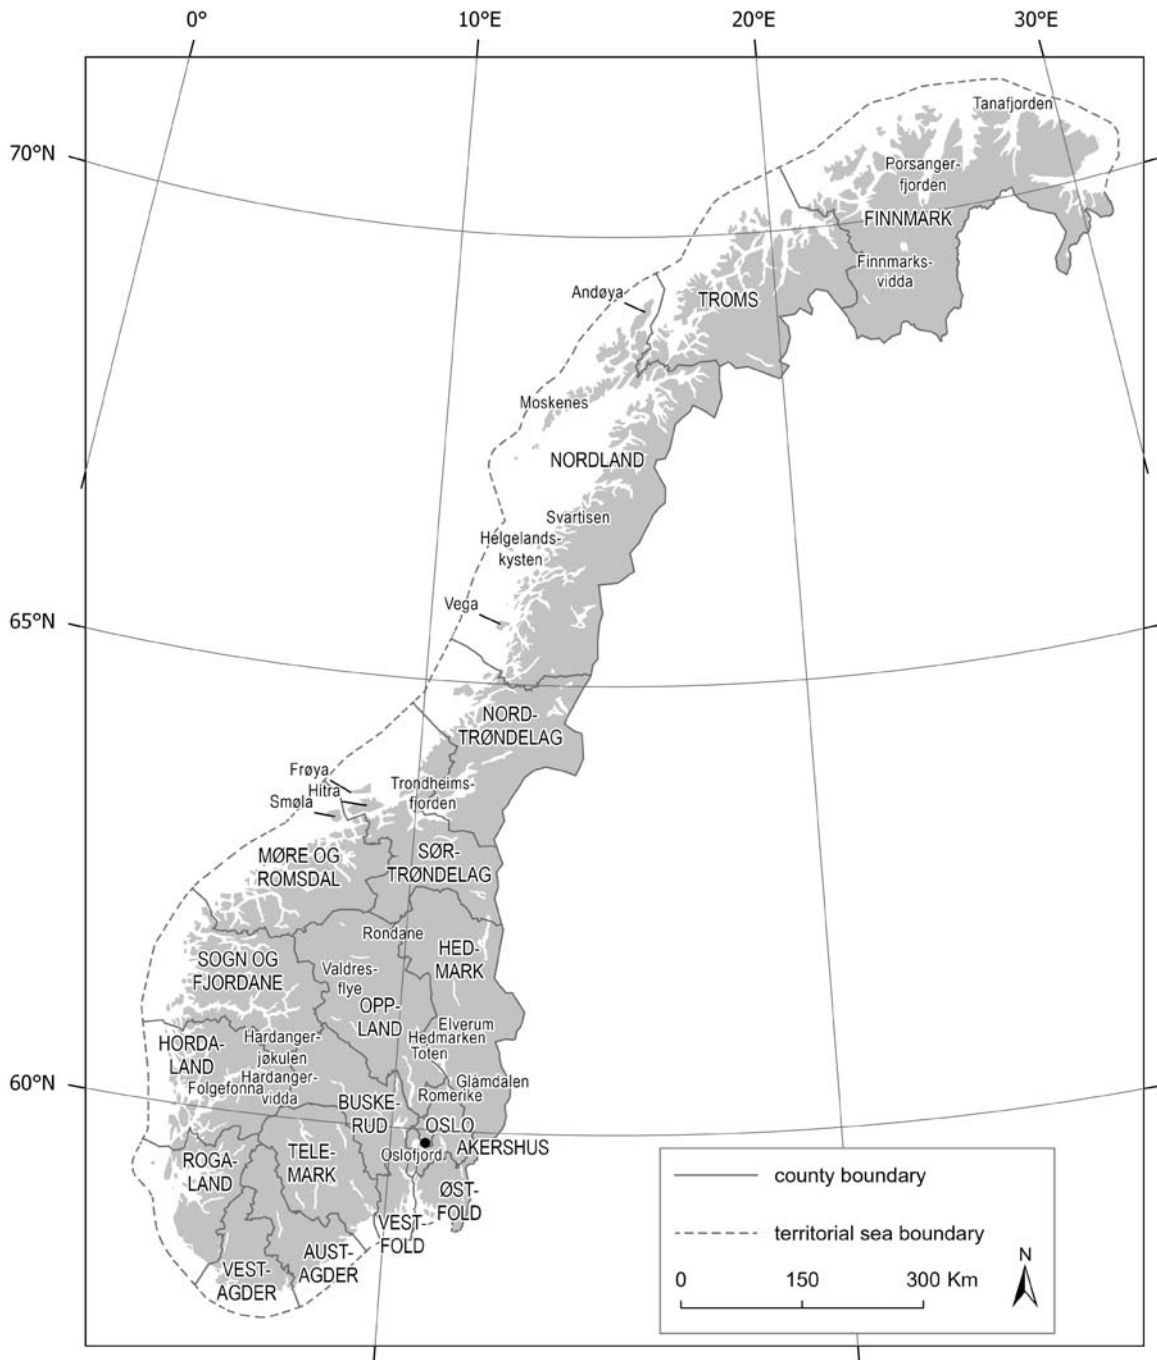 0°
10°E
20°E
30°E
70°N
65°N
60°N
Tanafjorden
Porsanger-
fjorden
FINNMARK
Finnmarks-
vidda
Andøya
TROMS
Moskenes
NORDLAND
Svartisen
Helgelands-
kysten
Vega
NORD-
TRØNDELAG
Frøya
Hitra
Smøla
Trondheims-
fjorden
MØRE OG
ROMSDAL
SØR-
TRØNDELAG
Rondane
HED-
MARK
SOGN OG
FJORDANE
Valdres-
flye
OPP-
LAND
Elverum
Hedmarken
Toten
HORDA-
LAND
Hardanger-
jøkulen
Folgefonna
Hardanger-
vidda
Glåmdalen
Romerike
BUSKE-
RUD
OSLO
AKERSHUS
Oslofjord
ROGA-
LAND
TELE-
MARK
ØST-
FOLD
VEST-
FOLD
AUST-
AGDER
VEST-
AGDER
county boundary
territorial sea boundary
0 150 300 Km
N